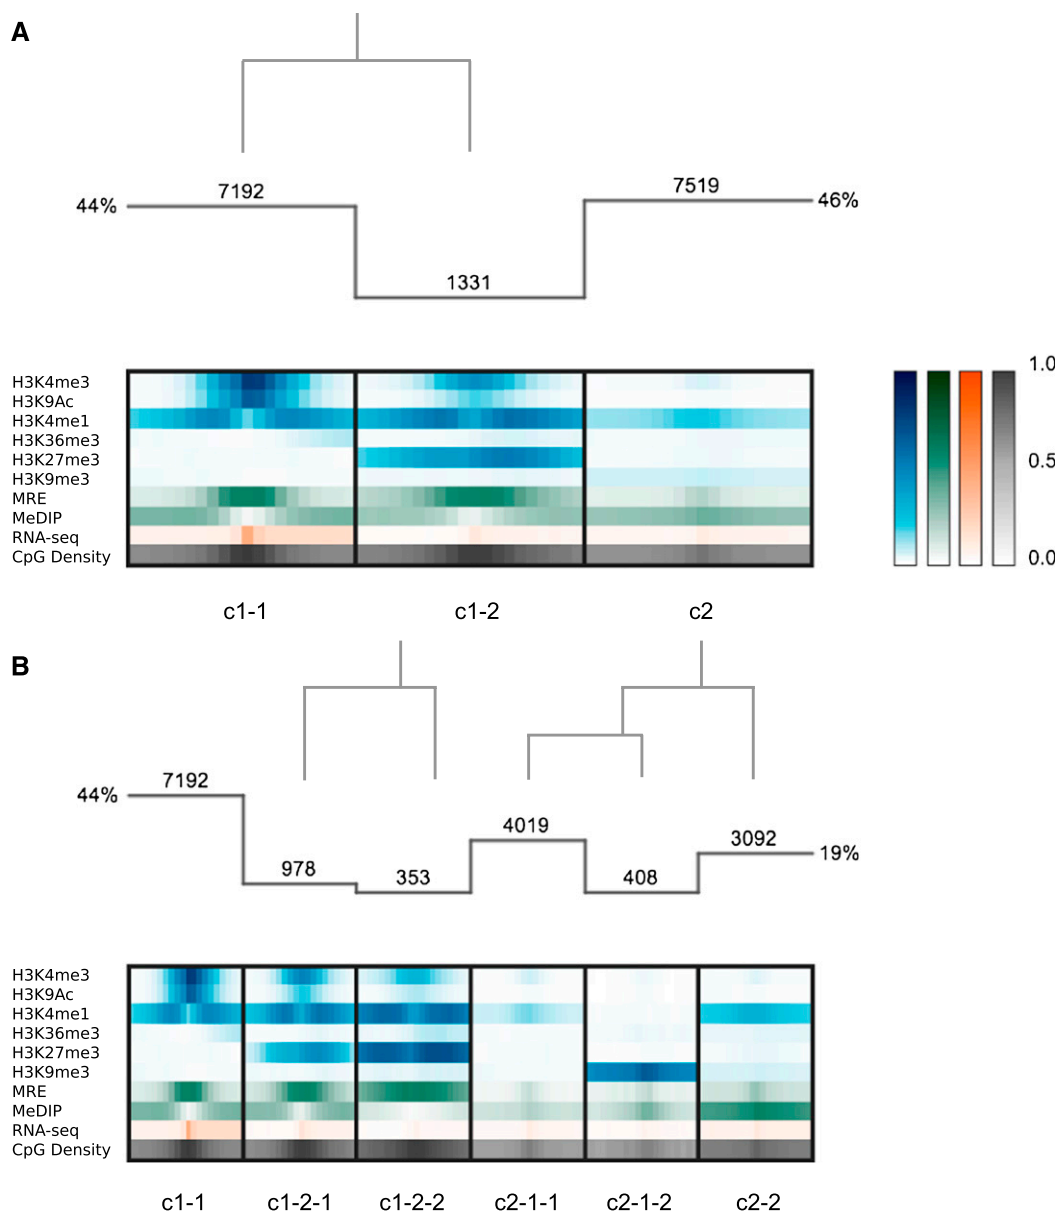 A
7192
7519
44%
46%
1331
1.0
H3K4me3
H3K9Ac
H3K4me1
H3K36me3
H3K27me3
0.5
H3K9me3
MRE
MeDIP
RNA-seq
CpG Density
0.0
c1-1 c1-2 c2
B
7192
44%
4019
3092
19%
978
353
408
H3K4me3
H3K9Ac
H3K4me1
H3K36me3
H3K27me3
H3K9me3
MRE
MeDIP
RNA-seq
CpG Density
c1-1 c1-2-1 c1-2-2 c2-1-1 c2-1-2 c2-2